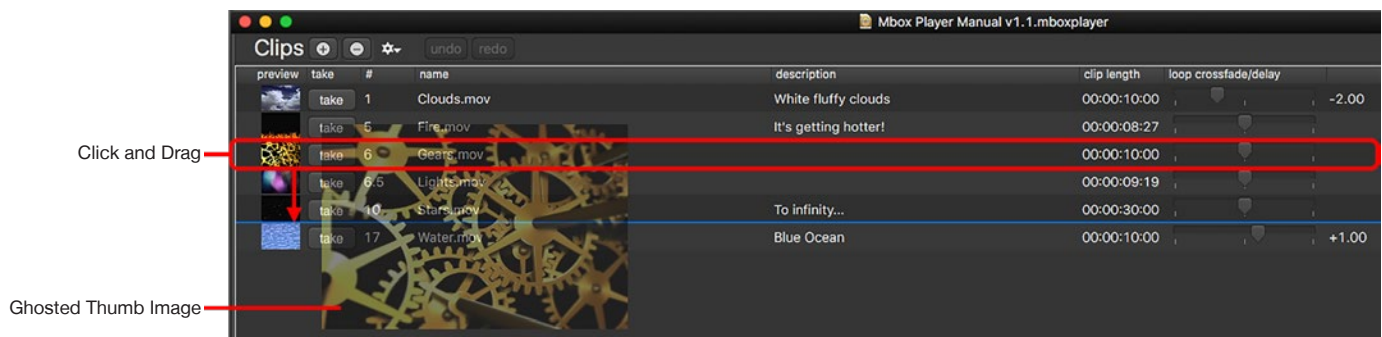 Mbox Player Manual v1.1.mboxplayer
Clips undo redo
preview take # name description clip length loop crossfade/delay
take 1 Clouds.mov White fluffy clouds 00:00:10:00 -2.00
take 5 Fire.mov It's getting hotter! 00:00:08:27
Click and Drag take 6 Gears.mov 00:00:10:00
take 6.5 Lights.mov 00:00:09:19
take 10 Stars.mov To infinity... 00:00:30:00
take 17 Water.mov Blue Ocean 00:00:10:00 +1.00
Ghosted Thumb Image